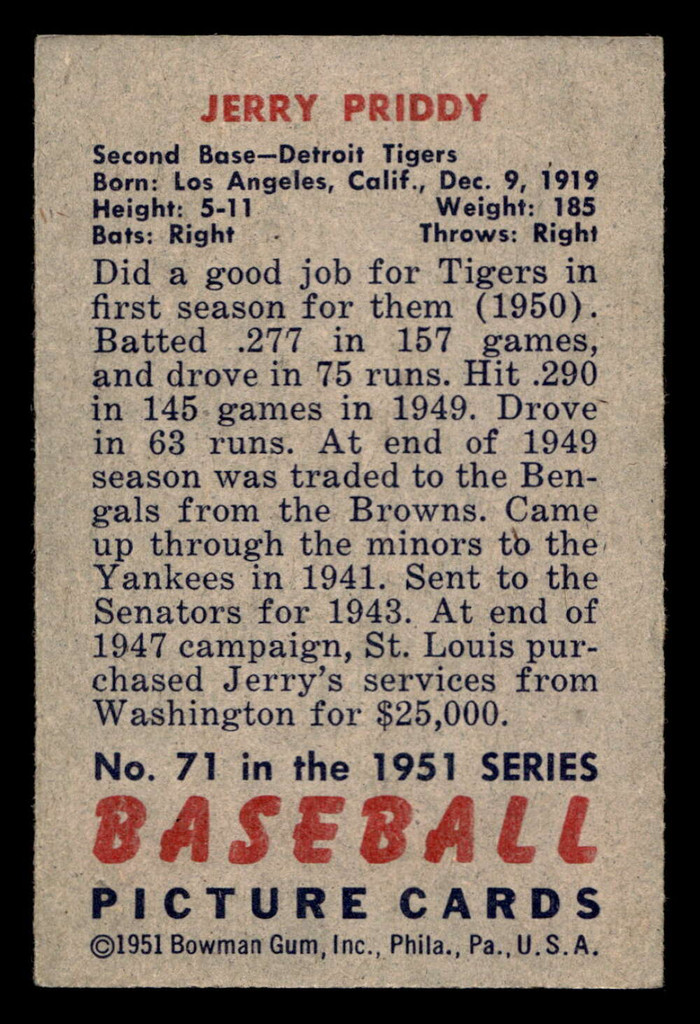 JERRY PRIDDY
Second Base—Detroit Tigers
Born: Los Angeles, Calif., Dec. 9, 1919
Height: 5-11 Weight: 185
Bats: Right Throws: Right
Did a good job for Tigers in
first season for them (1950).
Batted .277 in 157 games,
and drove in 75 runs. Hit .290
in 145 games in 1949. Drove
in 63 runs. At end of 1949
season was traded to the Ben-
gals from the Browns. Came
up through the minors to the
Yankees in 1941. Sent to the
Senators for 1943. At end of
1947 campaign, St. Louis pur-
chased Jerry's services from
Washington for $25,000.
No. 71 in the 1951 SERIES
BASEBALL
PICTURE CARDS
©1951 Bowman Gum, Inc., Phila., Pa., U.S.A.